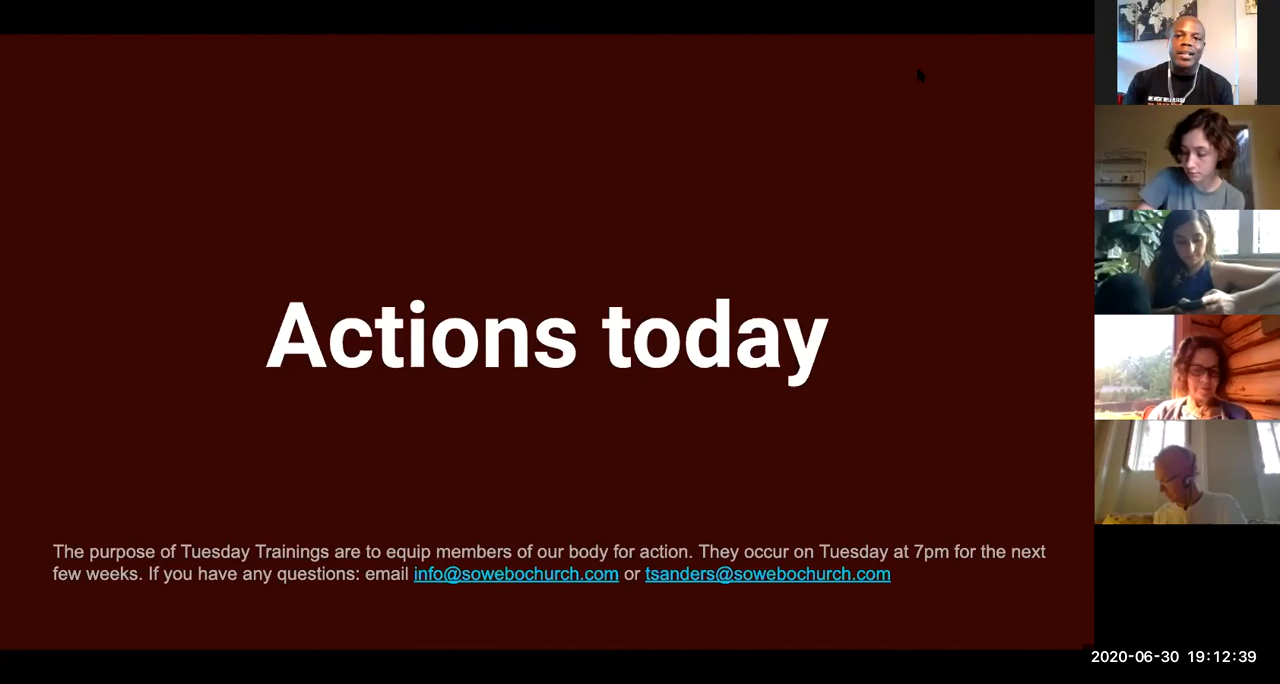 Actions today
The purpose of Tuesday Trainings are to equip members of our body for action. They occur on Tuesday at 7pm for the next
few weeks. If you have any questions: email info@sowebochurch.com or tsanders@sowebochurch.com
2020-06-30 19:12:39